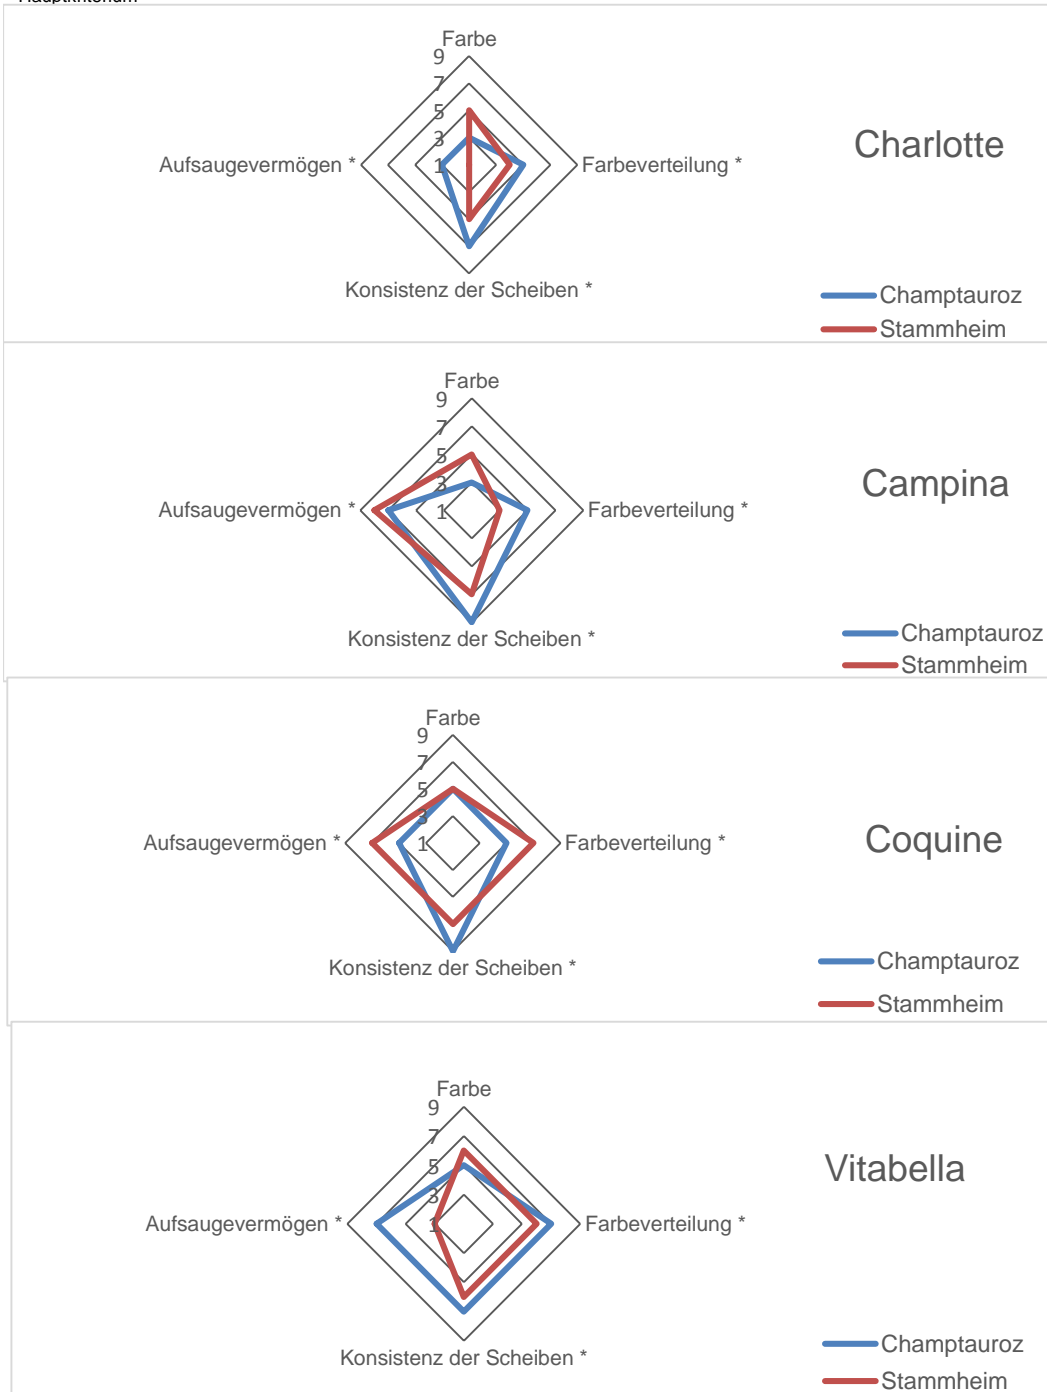 Hauptkriterium
Farbe
9
7
5
3
1
Aufsaugevermögen *
Farbeverteilung *
Konsistenz der Scheiben *
Charlotte
Champtauroz
Stammheim
Farbe
9
7
5
3
1
Aufsaugevermögen *
Farbeverteilung *
Konsistenz der Scheiben *
Campina
Champtauroz
Stammheim
Farbe
9
7
5
3
1
Aufsaugevermögen *
Farbeverteilung *
Konsistenz der Scheiben *
Coquine
Champtauroz
Stammheim
Farbe
9
7
5
3
1
Aufsaugevermögen *
Farbeverteilung *
Konsistenz der Scheiben *
Vitabella
Champtauroz
Stammheim